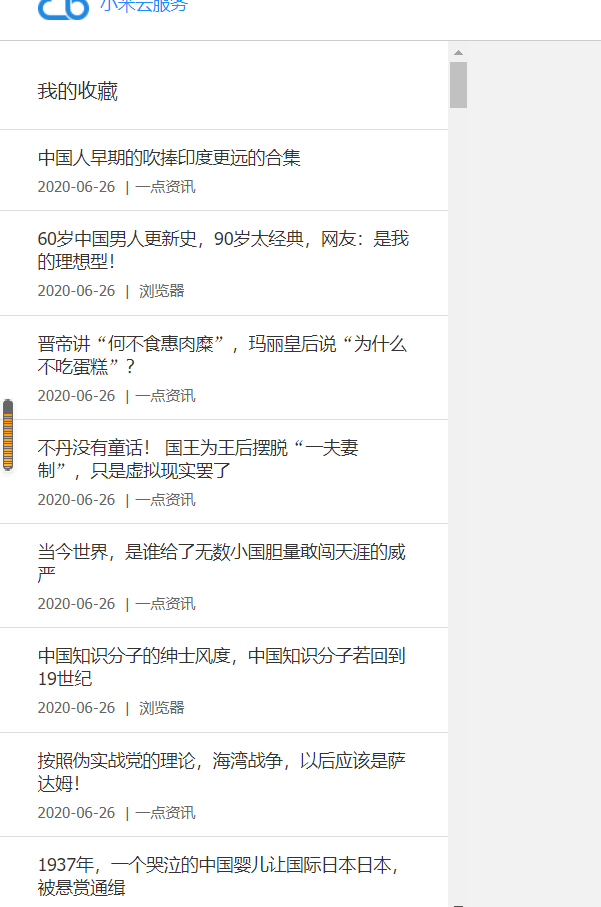 小米云服务
我的收藏
中国人早期的吹捧印度更远的合集
2020-06-26 | 一点资讯
60岁中国男人更新史，90岁太经典，网友：是我
的理想型！
2020-06-26 | 浏览器
晋帝讲“何不食惠肉糜”，玛丽皇后说“为什么
不吃蛋糕”？
2020-06-26 | 一点资讯
不丹没有童话！ 国王为王后摆脱“一夫妻
制”，只是虚拟现实罢了
2020-06-26 | 一点资讯
当今世界，是谁给了无数小国胆量敢闯天涯的威
严
2020-06-26 | 一点资讯
中国知识分子的绅士风度，中国知识分子若回到
19世纪
2020-06-26 | 浏览器
按照伪实战党的理论，海湾战争，以后应该是萨
达姆！
2020-06-26 | 一点资讯
1937年，一个哭泣的中国婴儿让国际日本日本，
被悬赏通缉